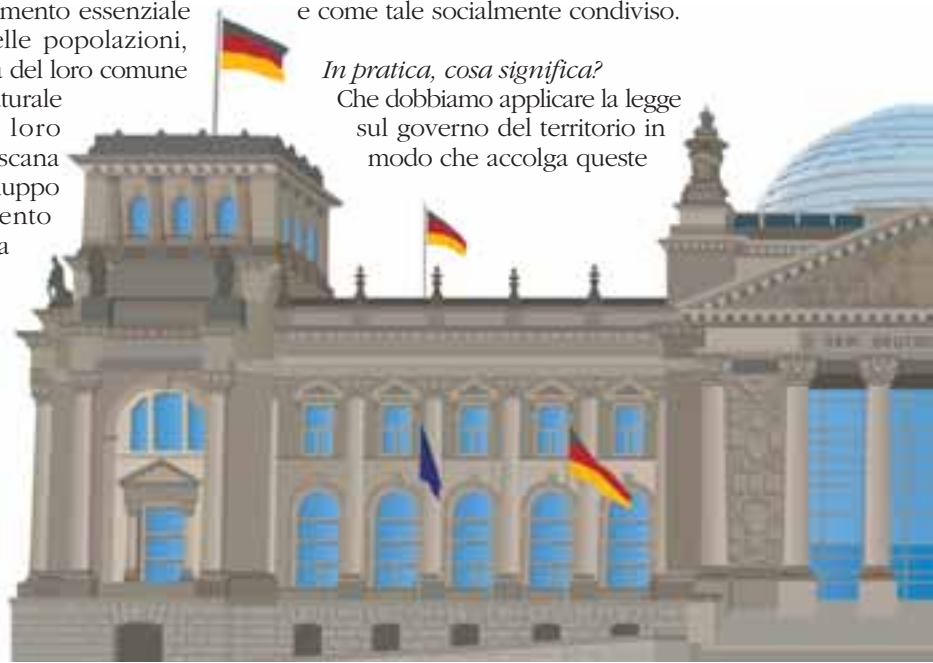 mento essenziale
elle popolazioni,
del loro comune
turale
loro
scana
uppo
ento
a
e come tale socialmente condiviso.
In pratica, cosa significa?
Che dobbiamo applicare la legge
sul governo del territorio in
modo che accolga queste